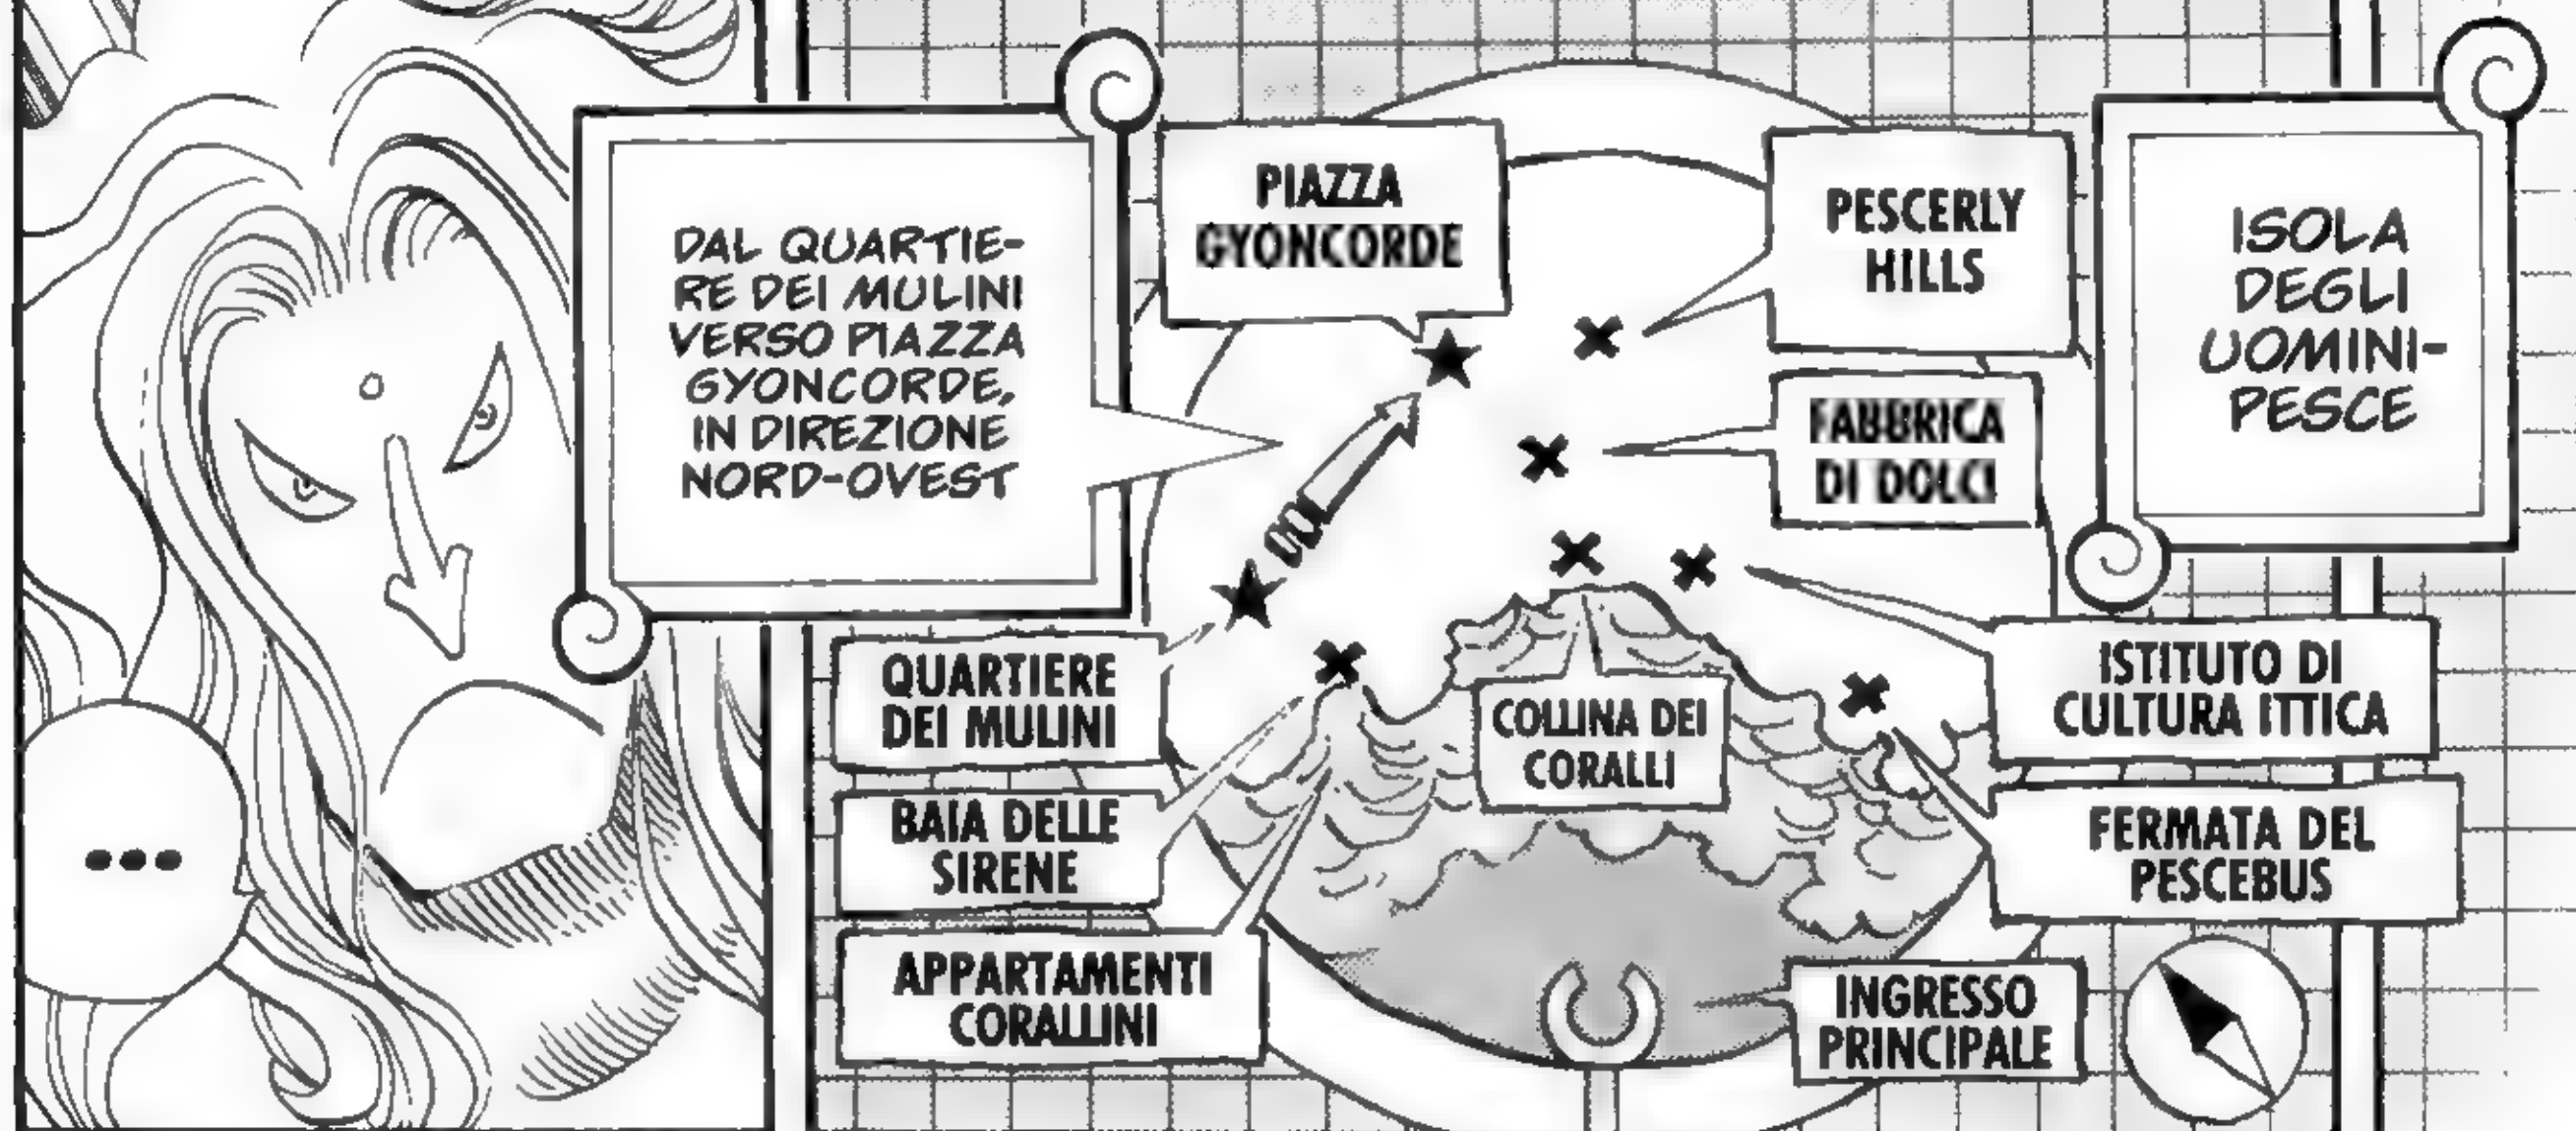 DAL QUARTIE-
RE DEI MULINI
VERSO PIAZZA
GYONCORDE,
IN DIREZIONE
NORD-OVEST
PIAZZA
GYONCORDE
PESCERLY
HILLS
ISOLA
DEGLI
UOMINI-
PESCE
FABBRICA
DI DOLCI
QUARTIERE
DEI MULINI
COLLINA DEI
CORALLI
ISTITUTO DI
CULTURA ITTICA
BAIA DELLE
SIRENE
FERMATA DEL
PESCEBUS
...
APPARTAMENTI
CORALLINI
INGRESSO
PRINCIPALE